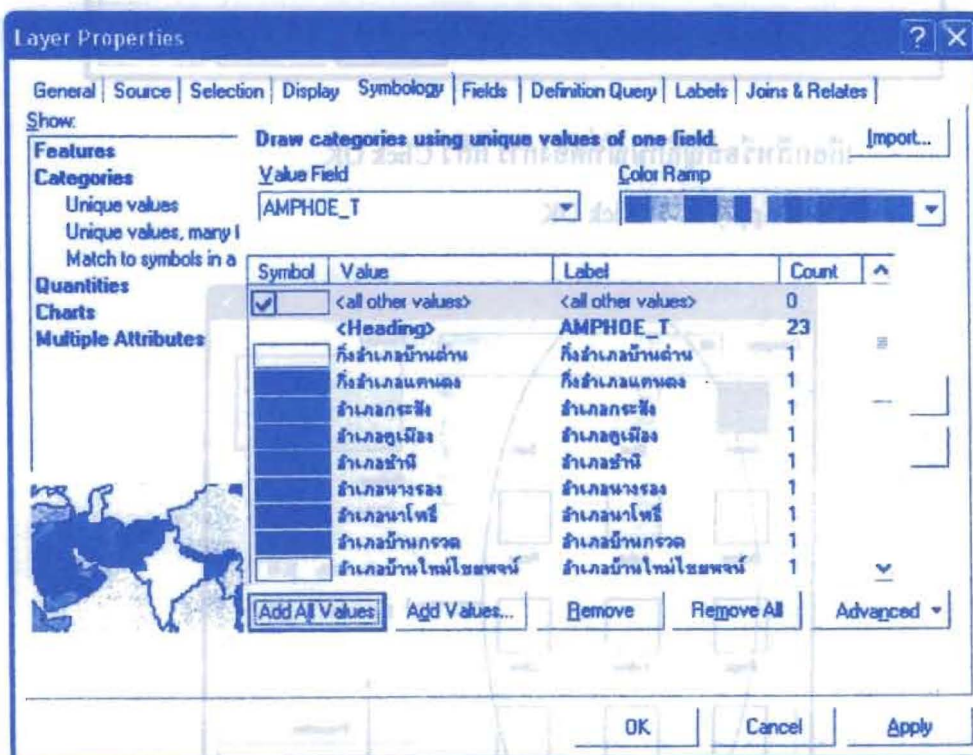 Layer Properties
General Source Selection Display Symbology Fields Definition Query Labels Joins & Relates
Show:
Features
Categories
Unique values
Unique values, many f
Match to symbols in a
Quantities
Charts
Multiple Attributes
Draw categories using unique values of one field.
Import...
Value Field
Color Ramp
AMPHOE_T
Symbol Value Label Count
<all other values> <all other values> 0
<Heading> AMPHOE_T 23
กิ่งอำเภอบ้านด่าน กิ่งอำเภอบ้านด่าน 1
กิ่งอำเภอแคนดง กิ่งอำเภอแคนดง 1
อำเภอกระสัง อำเภอกระสัง 1
อำเภอคูเมือง อำเภอคูเมือง 1
อำเภอชำนิ อำเภอชำนิ 1
อำเภอนางรอง อำเภอนางรอง 1
อำเภอนาโพธิ์ อำเภอนาโพธิ์ 1
อำเภอบ้านกรวด อำเภอบ้านกรวด 1
อำเภอบ้านใหม่ไชยพจน์ อำเภอบ้านใหม่ไชยพจน์ 1
Add All Values Add Values... Remove Remove All Advanced
OK Cancel Apply